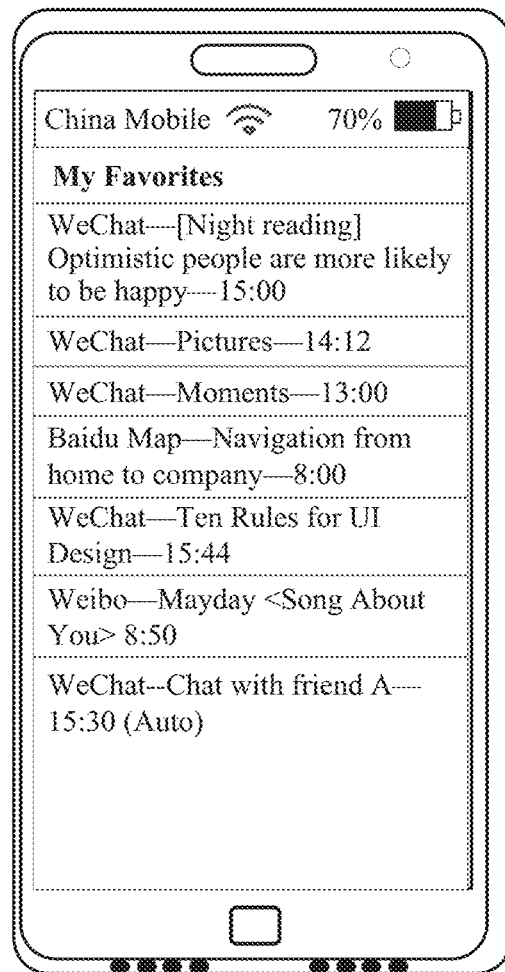 China Mobile 70%
My Favorites
WeChat----[Night reading]
Optimistic people are more likely
to be happy----15:00
WeChat----Pictures----14:12
WeChat----Moments----13:00
Baidu Map----Navigation from
home to company----8:00
WeChat----Ten Rules for UI
Design----15:44
Weibo----Mayday <Song About
You> 8:50
WeChat--Chat with friend A----
15:30 (Auto)